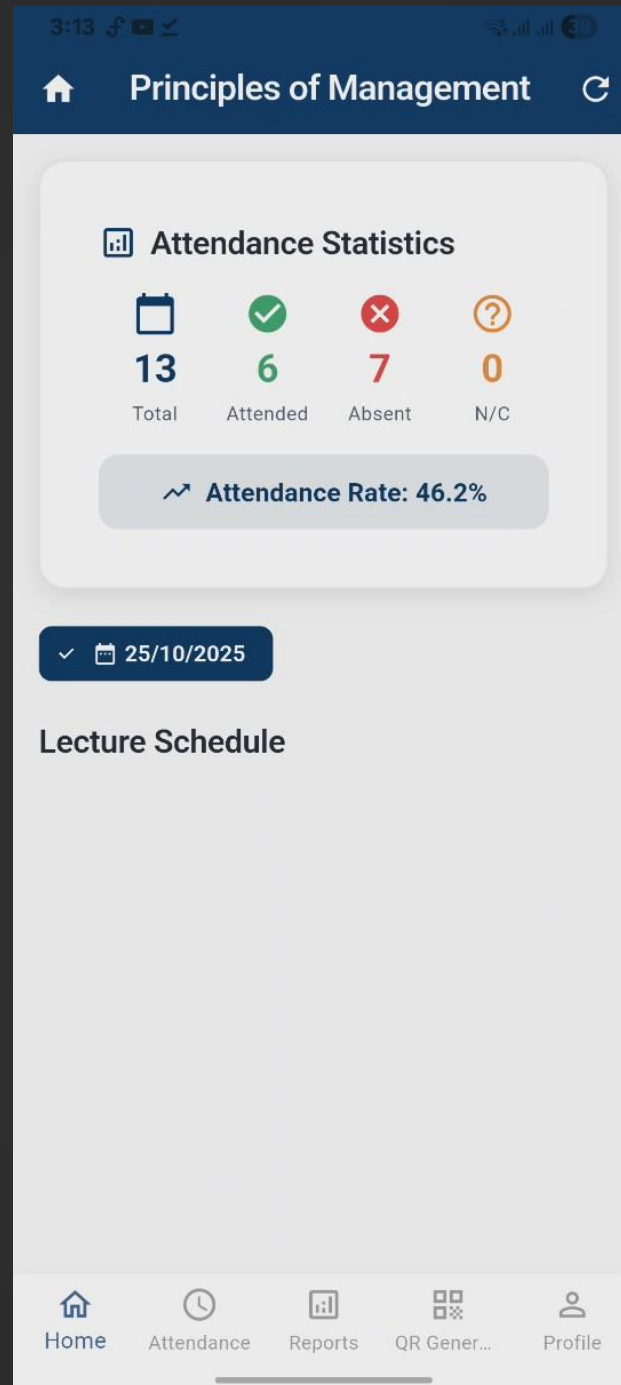 3:13
Principles of Management
Attendance Statistics
13 6 7 0
Total Attended Absent N/C
Attendance Rate: 46.2%
25/10/2025
Lecture Schedule
Home Attendance Reports QR Gener... Profile